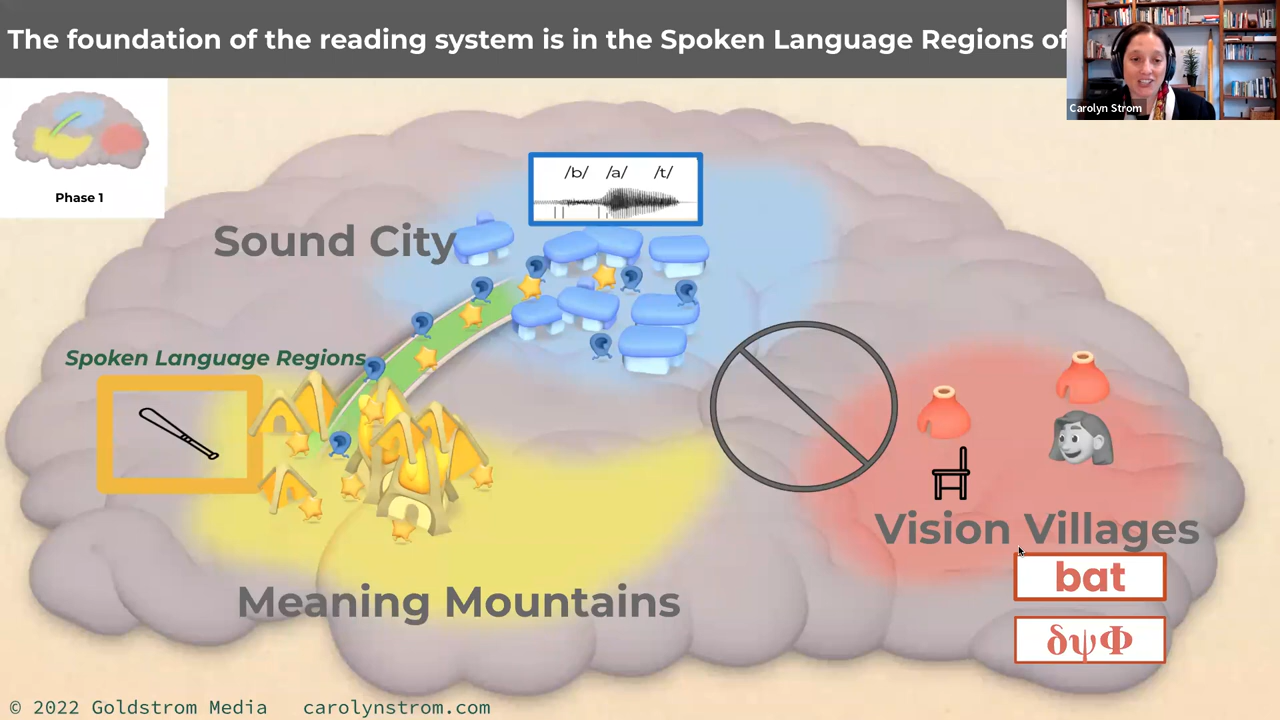 The foundation of the reading system is in the Spoken Language Regions of
Carolyn Strom
Phase 1
/b/ /a/ /t/
Sound City
Spoken Language Regions
Vision Villages
bat
δψΦ
Meaning Mountains
© 2022 Goldstrom Media carolynstrom.com